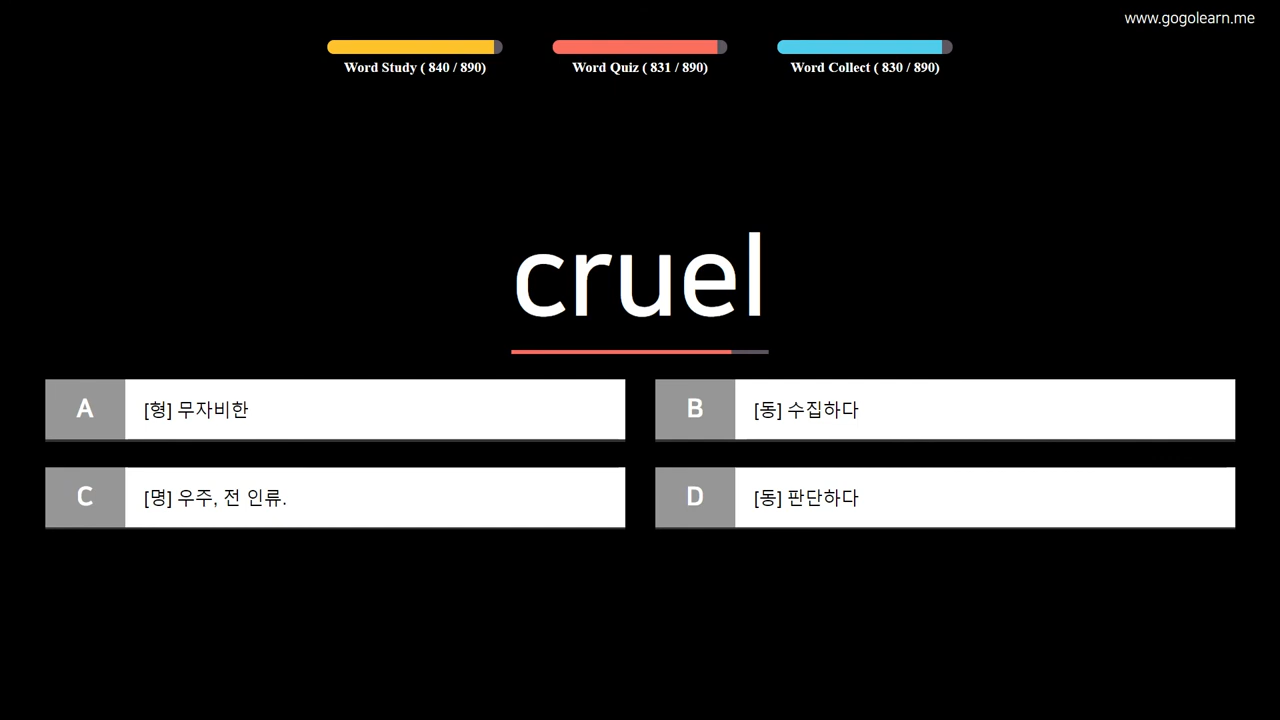 www.gogolearn.me
Word Study ( 840 / 890)
Word Quiz ( 831 / 890)
Word Collect ( 830 / 890)
cruel
A [형] 무자비한
B [동] 수집하다
C [명] 우주, 전 인류.
D [동] 판단하다